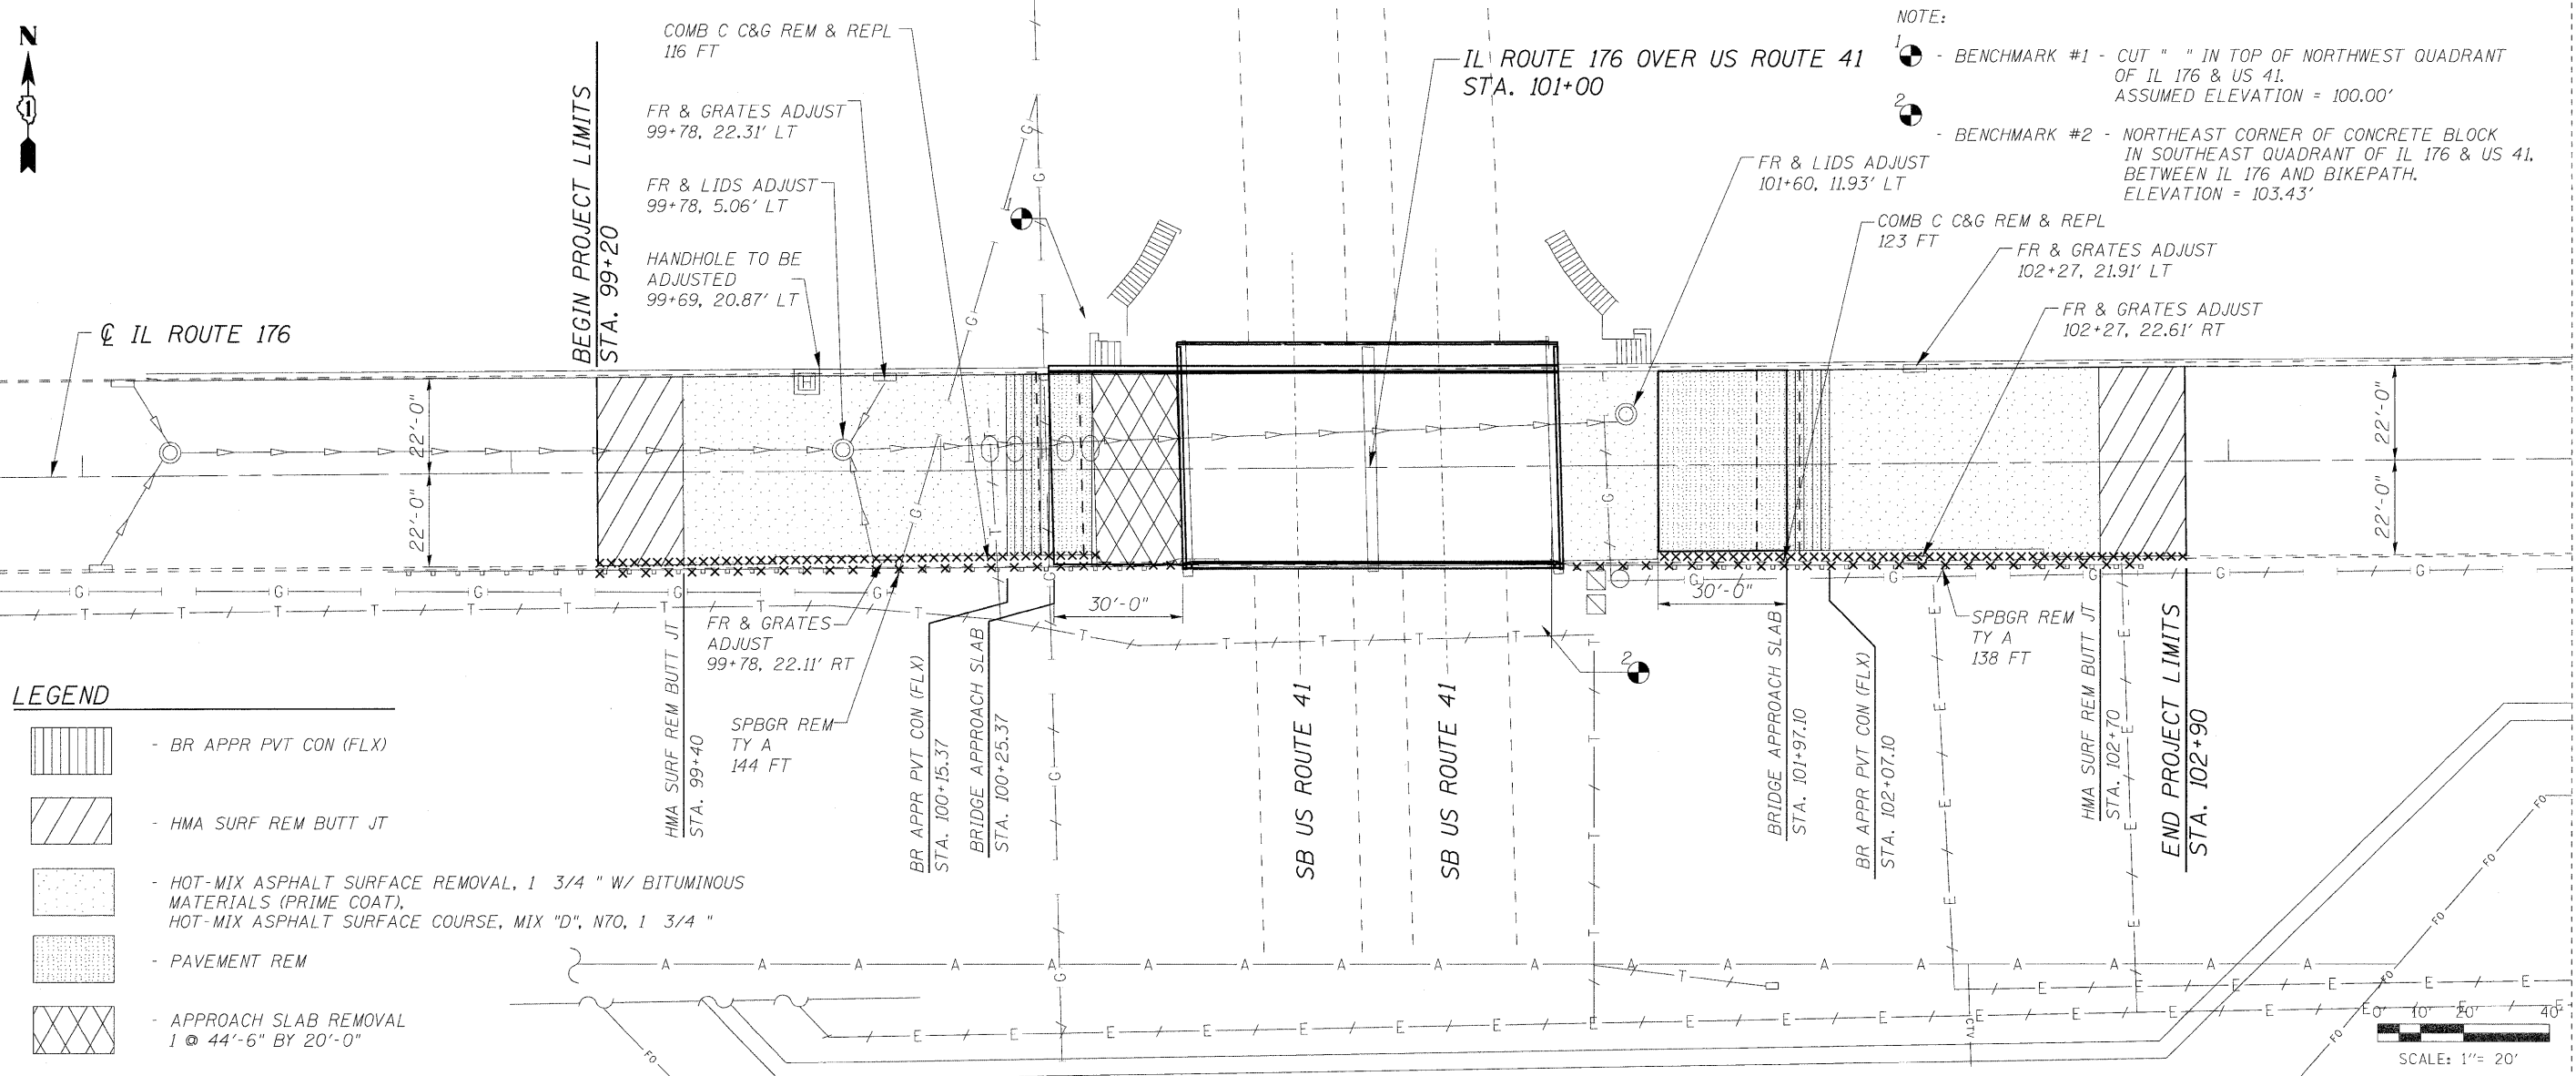 N
1
COMB C C&G REM & REPL
116 FT
FR & GRATES ADJUST
99+78, 22.31' LT
FR & LIDS ADJUST
99+78, 5.06' LT
HANDHOLE TO BE
ADJUSTED
99+69, 20.87' LT
BEGIN PROJECT LIMITS
STA. 99+20
℄ IL ROUTE 176
IL ROUTE 176 OVER US ROUTE 41
STA. 101+00
NOTE:
1
- BENCHMARK #1 - CUT " " IN TOP OF NORTHWEST QUADRANT
OF IL 176 & US 41.
ASSUMED ELEVATION = 100.00'
2
- BENCHMARK #2 - NORTHEAST CORNER OF CONCRETE BLOCK
IN SOUTHEAST QUADRANT OF IL 176 & US 41,
BETWEEN IL 176 AND BIKEPATH.
ELEVATION = 103.43'
FR & LIDS ADJUST
101+60, 11.93' LT
COMB C C&G REM & REPL
123 FT
FR & GRATES ADJUST
102+27, 21.91' LT
FR & GRATES ADJUST
102+27, 22.61' RT
1
H
22'-0"
22'-0"
22'-0"
22'-0"
30'-0"
30'-0"
2
FR & GRATES
ADJUST
99+78, 22.11' RT
SPBGR REM
TY A
144 FT
SPBGR REM
TY A
138 FT
HMA SURF REM BUTT JT
STA. 99+40
BR APPR PVT CON (FLX)
STA. 100+15.37
BRIDGE APPROACH SLAB
STA. 100+25.37
SB US ROUTE 41
SB US ROUTE 41
BRIDGE APPROACH SLAB
STA. 101+97.10
BR APPR PVT CON (FLX)
STA. 102+07.10
HMA SURF REM BUTT JT
STA. 102+70
END PROJECT LIMITS
STA. 102+90
LEGEND
- BR APPR PVT CON (FLX)
- HMA SURF REM BUTT JT
- HOT-MIX ASPHALT SURFACE REMOVAL, 1 3/4 " W/ BITUMINOUS
MATERIALS (PRIME COAT),
HOT-MIX ASPHALT SURFACE COURSE, MIX "D", N70, 1 3/4 "
- PAVEMENT REM
- APPROACH SLAB REMOVAL
1 @ 44'-6" BY 20'-0"
G G G G G G G G G
T T T T T T T T T T
A A A A A A A A A A A A A A A A A A
E E E E E E E E E E E
FO FO FO FO FO
CTV
0' 10' 20' 40'
SCALE: 1"= 20'